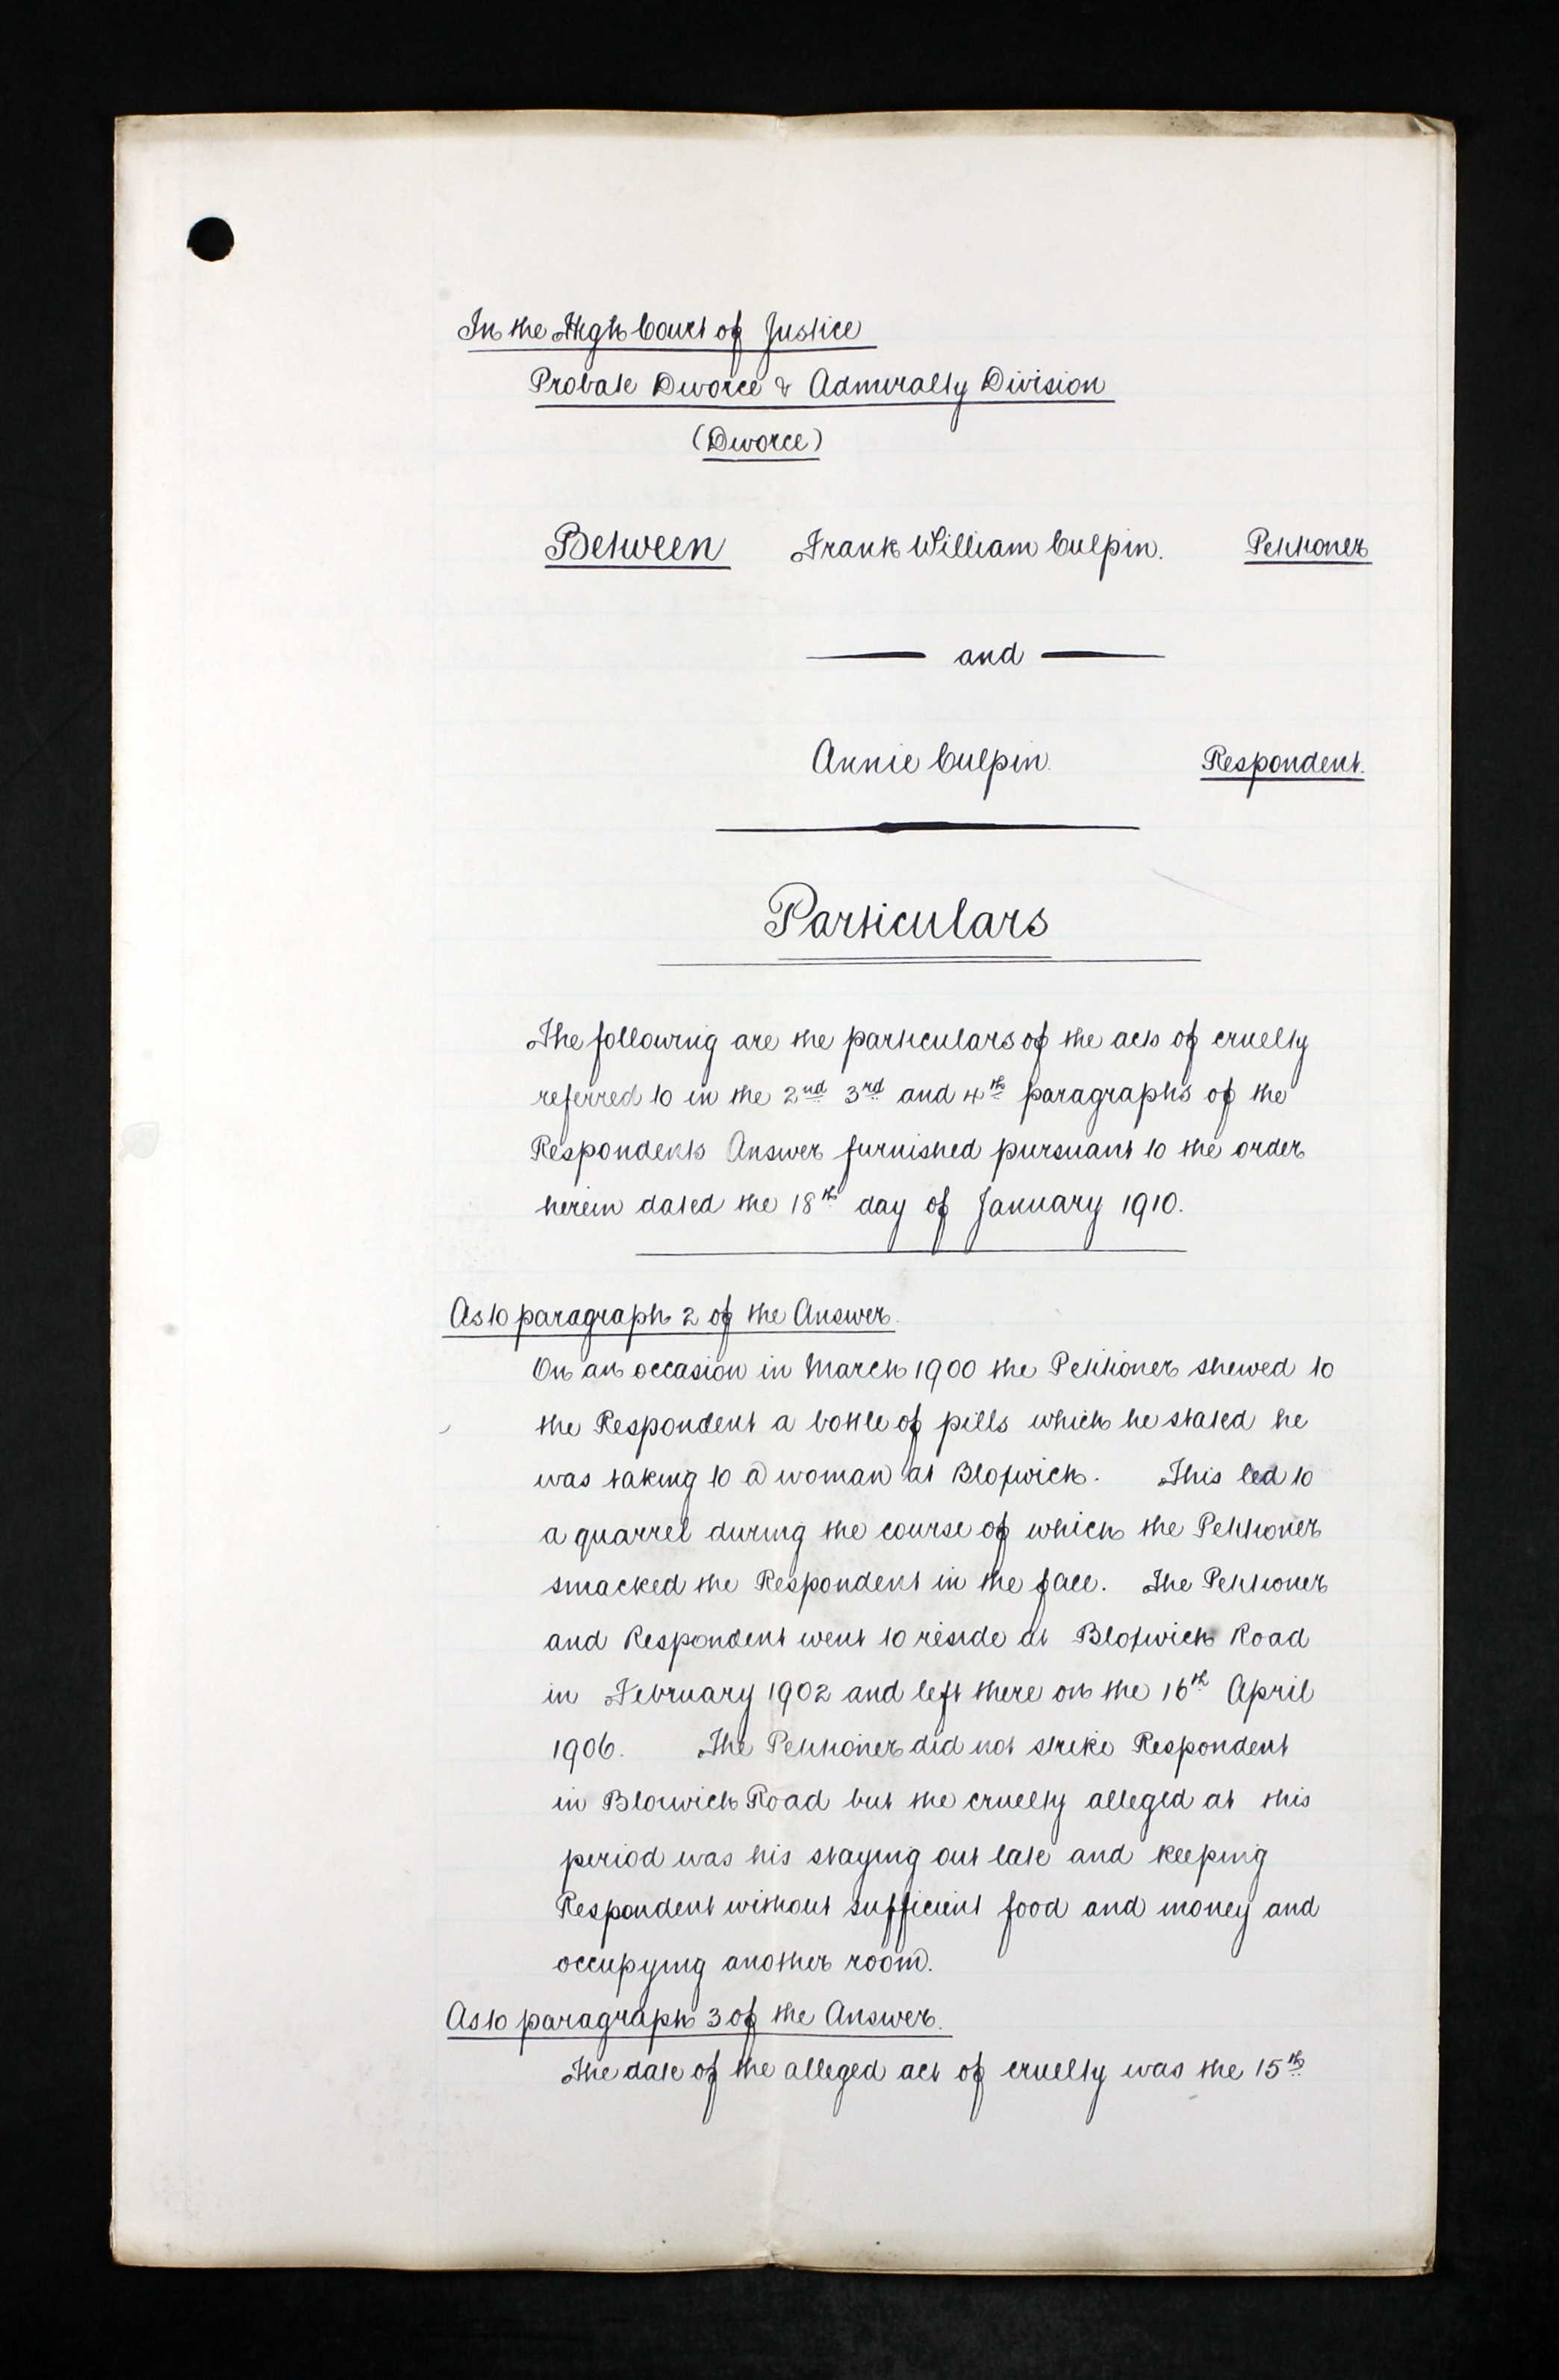 In the High Court of Justice
Probate Divorce & Admiralty Division
(Divorce)
Between Frank William Culpin. Petitioner
and
Annie Culpin. Respondent.
Particulars
The following are the particulars of the acts of cruelty
referred to in the 2nd 3rd and 4th paragraphs of the
Respondents Answer furnished pursuant to the order
herein dated the 18th day of January 1910.
As to paragraph 2 of the Answer.
On an occasion in March 1900 the Petitioner shewed to
the Respondent a bottle of pills which he stated he
was taking to a woman at Bloxwich. This led to
a quarrel during the course of which the Petitioner
smacked the Respondent in the face. The Petitioner
and Respondent went to reside at Bloxwich Road
in February 1902 and left there on the 16th April
1906. The Petitioner did not strike Respondent
in Bloxwich Road but the cruelty alleged at this
period was his staying out late and keeping
Respondent without sufficient food and money and
occupying another room.
As to paragraph 3 of the Answer.
The date of the alleged act of cruelty was the 15th